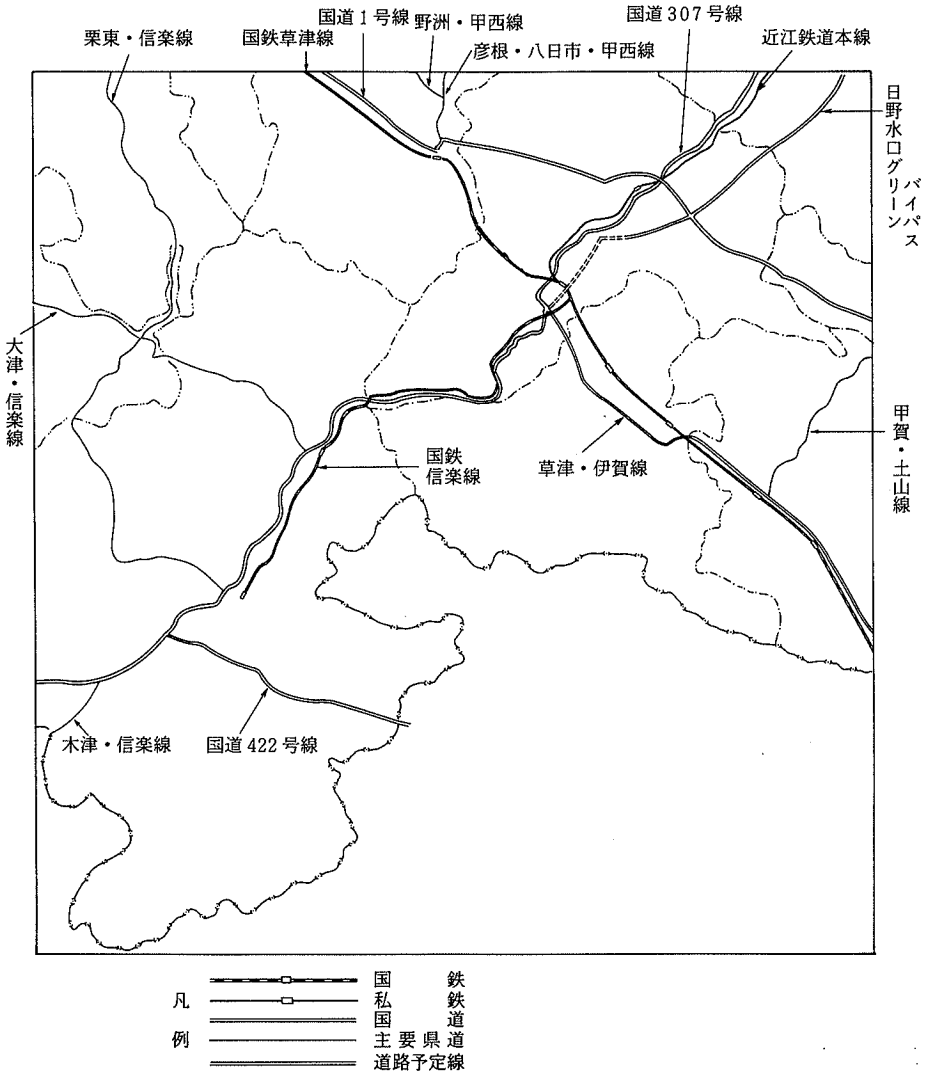 国道1号線
野洲・甲西線
国道307号線
栗東・信楽線
国鉄草津線
彦根・八日市・甲西線
近江鉄道本線
日野水口グリーン
バイパス
大津・信楽線
甲賀・土山線
国鉄
信楽線
草津・伊賀線
木津・信楽線
国道422号線
凡例
国鉄
私鉄
国道
主要県道
道路予定線